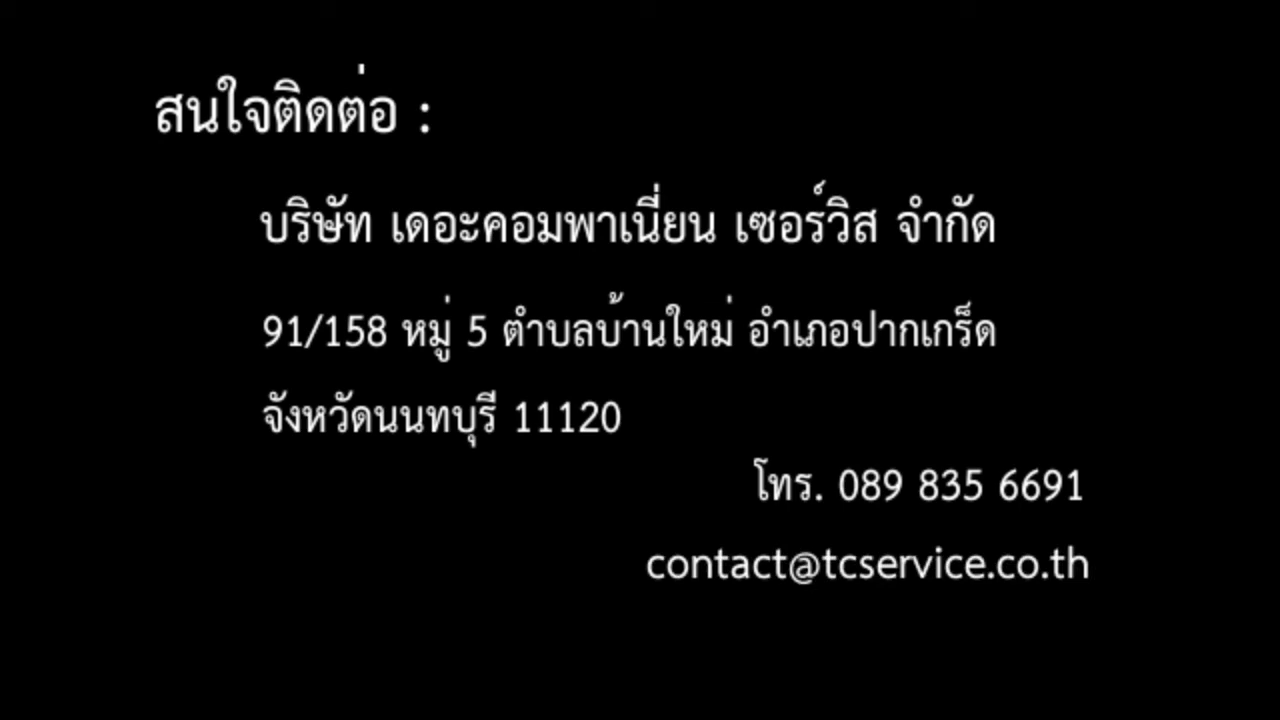 สนใจติดต่อ :
บริษัท เดอะคอมพาเนี่ยน เซอร์วิส จำกัด
91/158 หมู่ 5 ตำบลบ้านใหม่ อำเภอปากเกร็ด
จังหวัดนนทบุรี 11120
โทร. 089 835 6691
contact@tcservice.co.th